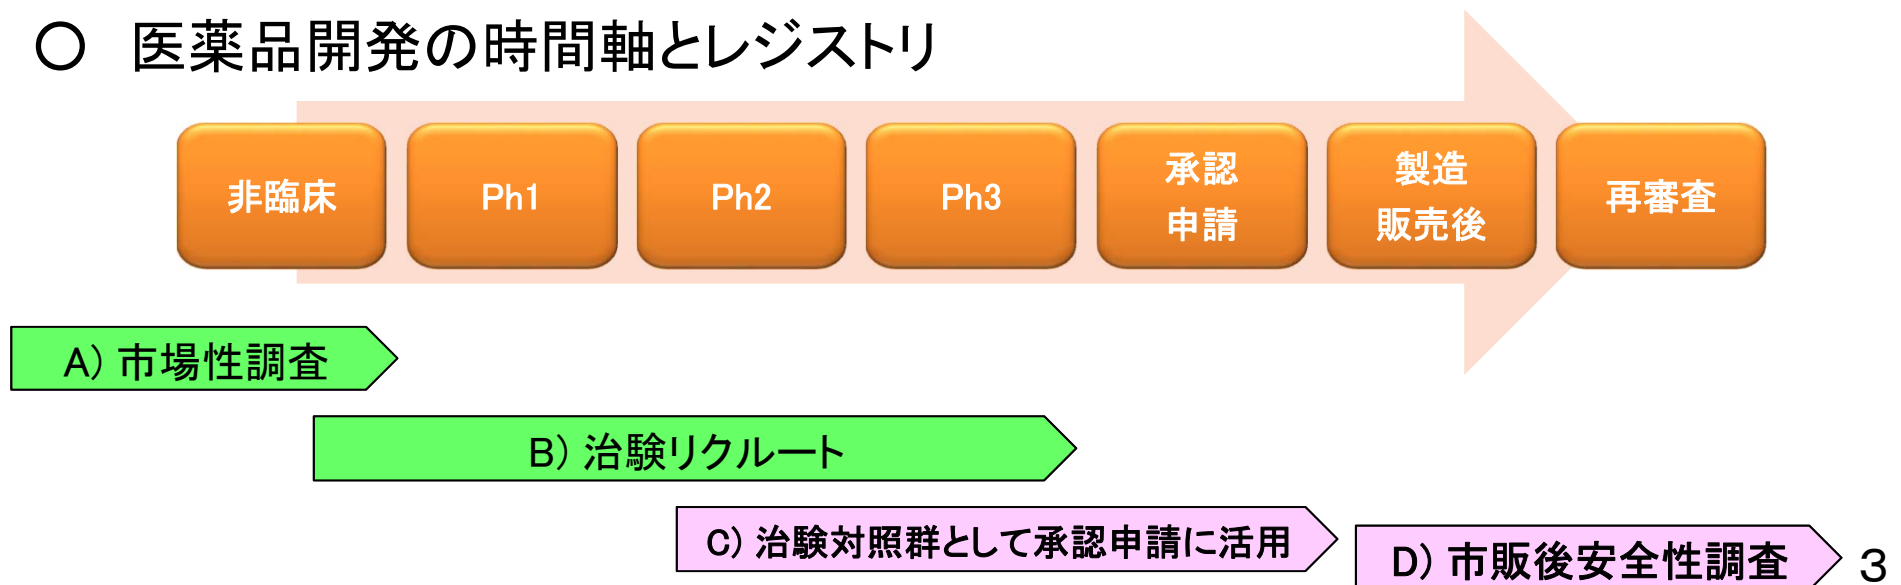 ○ 医薬品開発の時間軸とレジストリ
非臨床
Ph1
Ph2
Ph3
承認
申請
製造
販売後
再審査
A）市場性調査
B）治験リクルート
C）治験対照群として承認申請に活用
D）市販後安全性調査
3